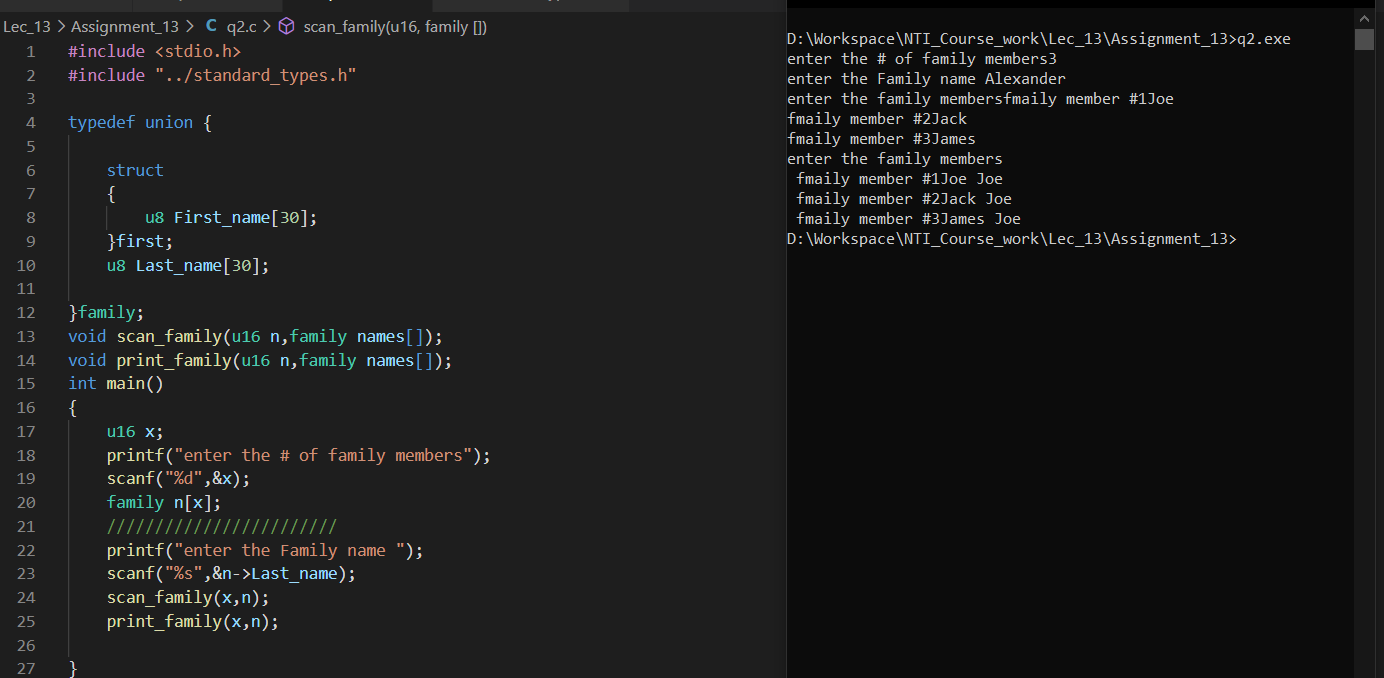 Lec_13 > Assignment_13 > C q2.c > scan_family(u16, family [])
1 #include <stdio.h>
2 #include "../standard_types.h"
3
4 typedef union {
5
6 struct
7 {
8 u8 First_name[30];
9 }first;
10 u8 Last_name[30];
11
12 }family;
13 void scan_family(u16 n,family names[]);
14 void print_family(u16 n,family names[]);
15 int main()
16 {
17 u16 x;
18 printf("enter the # of family members");
19 scanf("%d",&x);
20 family n[x];
21 ////////////////////////
22 printf("enter the Family name ");
23 scanf("%s",&n->Last_name);
24 scan_family(x,n);
25 print_family(x,n);
26
27 }
D:\Workspace\NTI_Course_work\Lec_13\Assignment_13>q2.exe
enter the # of family members3
enter the Family name Alexander
enter the family membersfmaily member #1Joe
fmaily member #2Jack
fmaily member #3James
enter the family members
fmaily member #1Joe Joe
fmaily member #2Jack Joe
fmaily member #3James Joe
D:\Workspace\NTI_Course_work\Lec_13\Assignment_13>